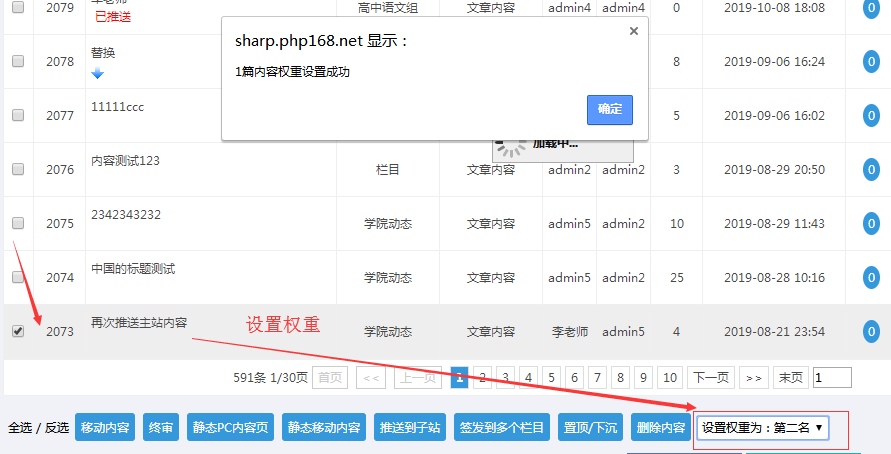 2079 李老师 高中语文组 文章内容 admin4 admin4 0 2019-10-08 18:08 0
已推送
sharp.php168.net 显示：
1篇内容权重设置成功
确定
加载中...
2078 替换 8 2019-09-06 16:24 0
2077 11111ccc 5 2019-09-06 16:02 0
2076 内容测试123 栏目 文章内容 admin2 admin2 3 2019-08-29 20:50 0
2075 2342343232 学院动态 文章内容 admin5 admin2 10 2019-08-29 11:43 0
2074 中国的标题测试 学院动态 文章内容 admin5 admin2 25 2019-08-28 10:16 0
2073 再次推送主站内容 学院动态 文章内容 李老师 admin5 4 2019-08-21 23:54 0
设置权重
591条 1/30页 首页 << 上一页 1 2 3 4 5 6 7 8 9 10 下一页 >> 末页 1
全选 / 反选 移动内容 终审 静态PC内容页 静态移动内容 推送到子站 签发到多个栏目 置顶/下沉 删除内容 设置权重为：第二名